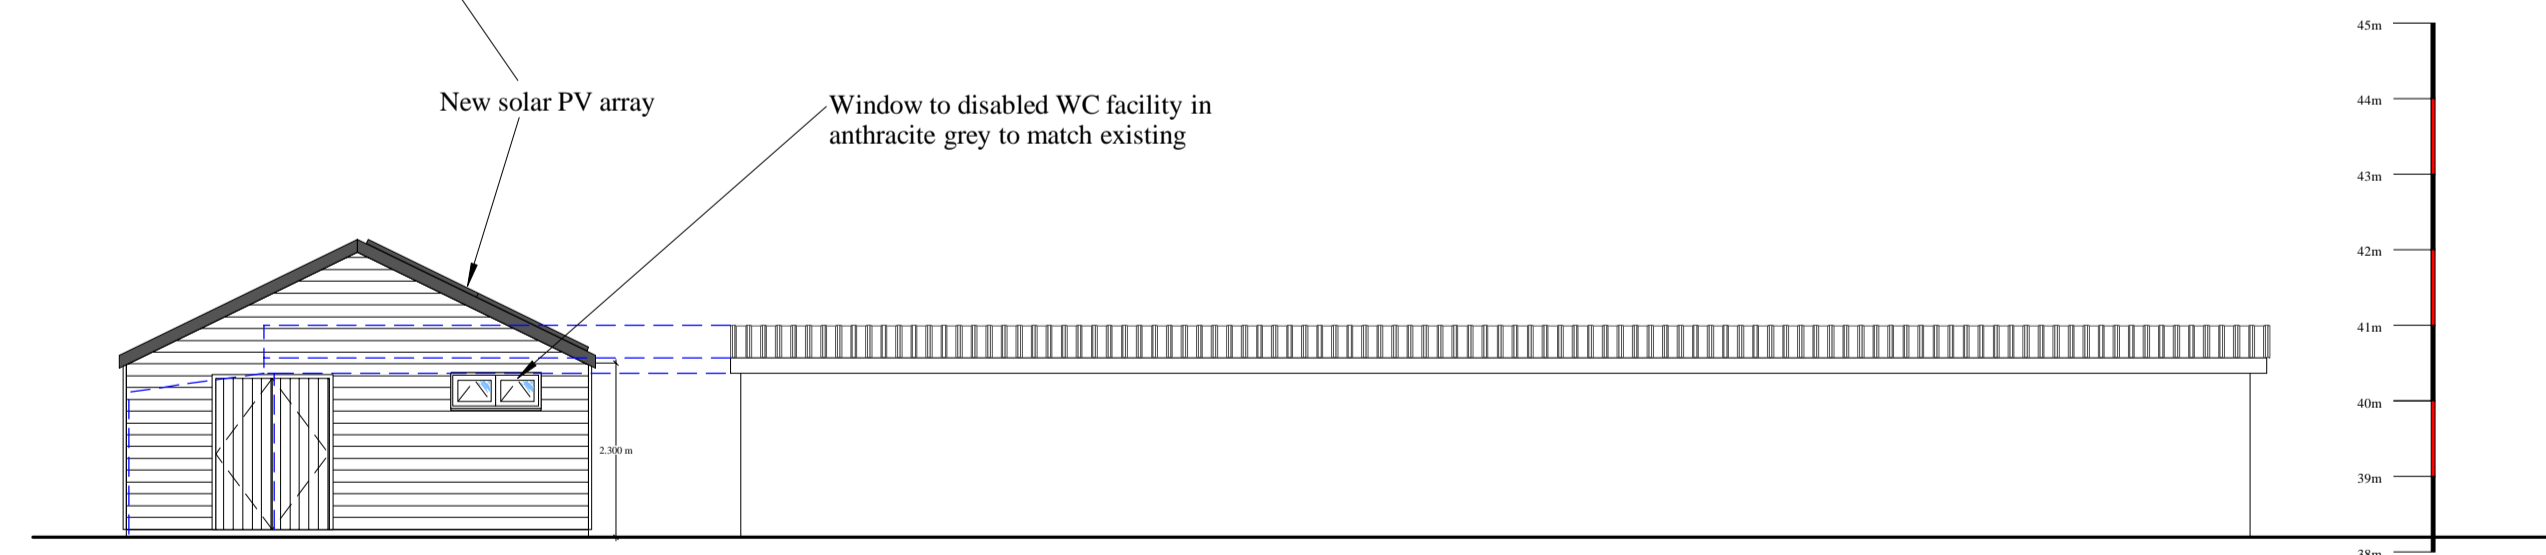 New solar PV array
Window to disabled WC facility in
anthracite grey to match existing
2.300 m
45m
44m
43m
42m
41m
40m
39m
38m